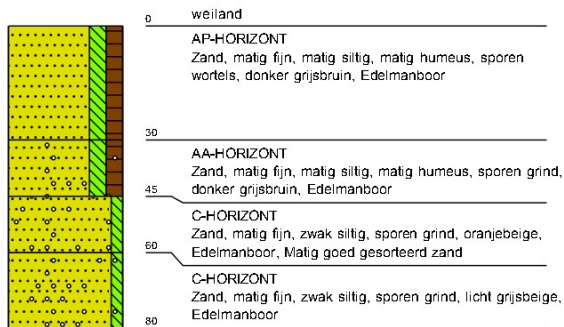 0 weiland
AP-HORIZONT
Zand, matig fijn, matig siltig, matig humeus, sporen
wortels, donker grijsbruin, Edelmanboor
30
AA-HORIZONT
Zand, matig fijn, matig siltig, matig humeus, sporen grind,
donker grijsbruin, Edelmanboor
45
C-HORIZONT
Zand, matig fijn, zwak siltig, sporen grind, oranjebeige,
Edelmanboor, Matig goed gesorteerd zand
60
C-HORIZONT
Zand, matig fijn, zwak siltig, sporen grind, licht grijsbeige,
Edelmanboor
80